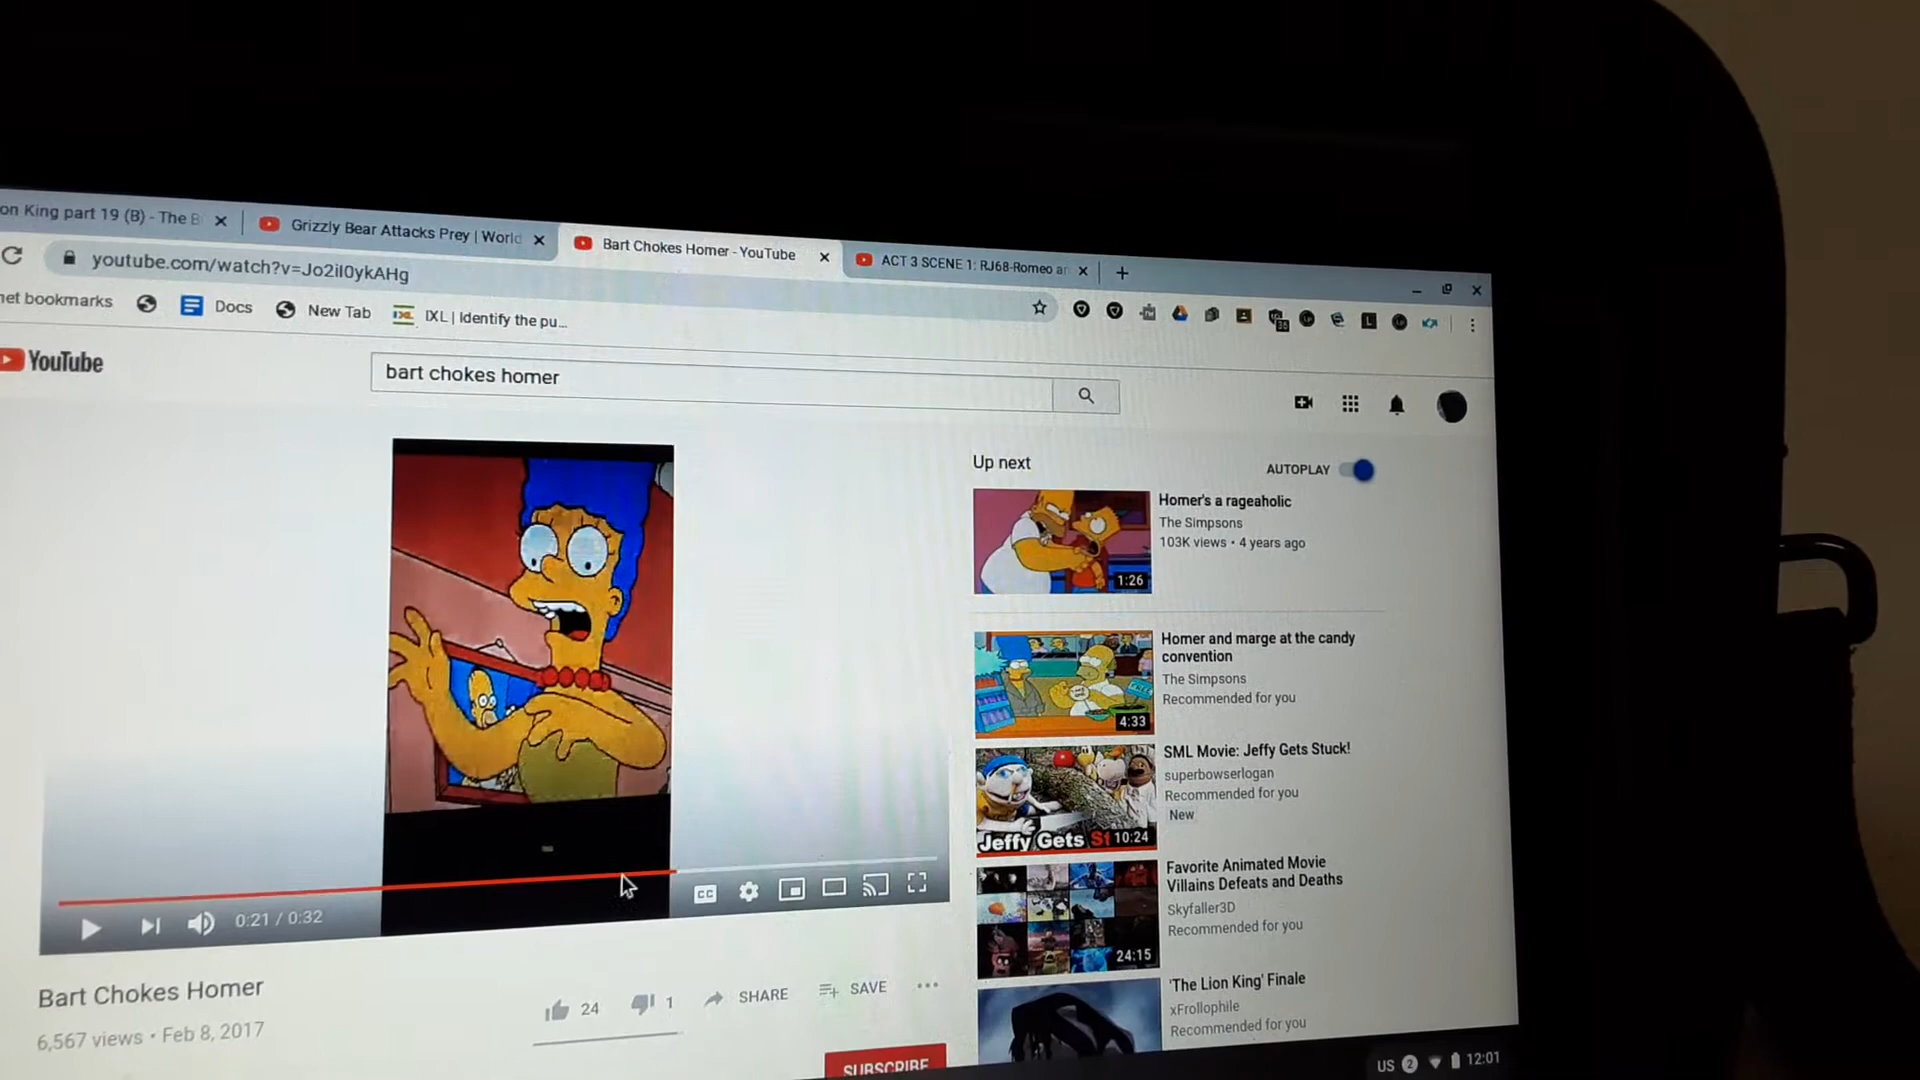 on King part 19 (B) - The B
Grizzly Bear Attacks Prey | World
Bart Chokes Homer - YouTube
ACT 3 SCENE 1: RJ68-Romeo ar
youtube.com/watch?v=Jo2iI0ykAHg
net bookmarks
Docs
New Tab
IXL | Identify the pu...
YouTube
bart chokes homer
Up next
AUTOPLAY
Homer's a rageaholic
The Simpsons
103K views • 4 years ago
1:26
Homer and marge at the candy
convention
The Simpsons
Recommended for you
4:33
SML Movie: Jeffy Gets Stuck!
superbowserlogan
Recommended for you
New
Jeffy Gets St
10:24
Favorite Animated Movie
Villains Defeats and Deaths
Skyfaller3D
Recommended for you
24:15
'The Lion King' Finale
xFrollophile
Recommended for you
CC
0:21 / 0:32
Bart Chokes Homer
6,567 views • Feb 8, 2017
24
1
SHARE
SAVE
SUBSCRIBE
US
2
12:01